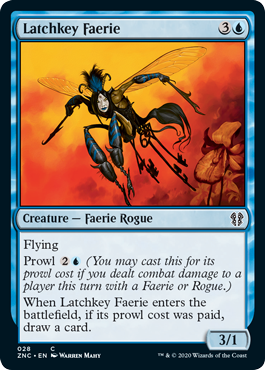 Latchkey Faerie 3
Creature — Faerie Rogue
Flying
Prowl 2 (You may cast this for its
prowl cost if you dealt combat damage to a
player this turn with a Faerie or Rogue.)
When Latchkey Faerie enters the
battlefield, if its prowl cost was paid,
draw a card.
3/1
028 C
ZNC • EN WARREN MAHY
™ & © 2020 Wizards of the Coast